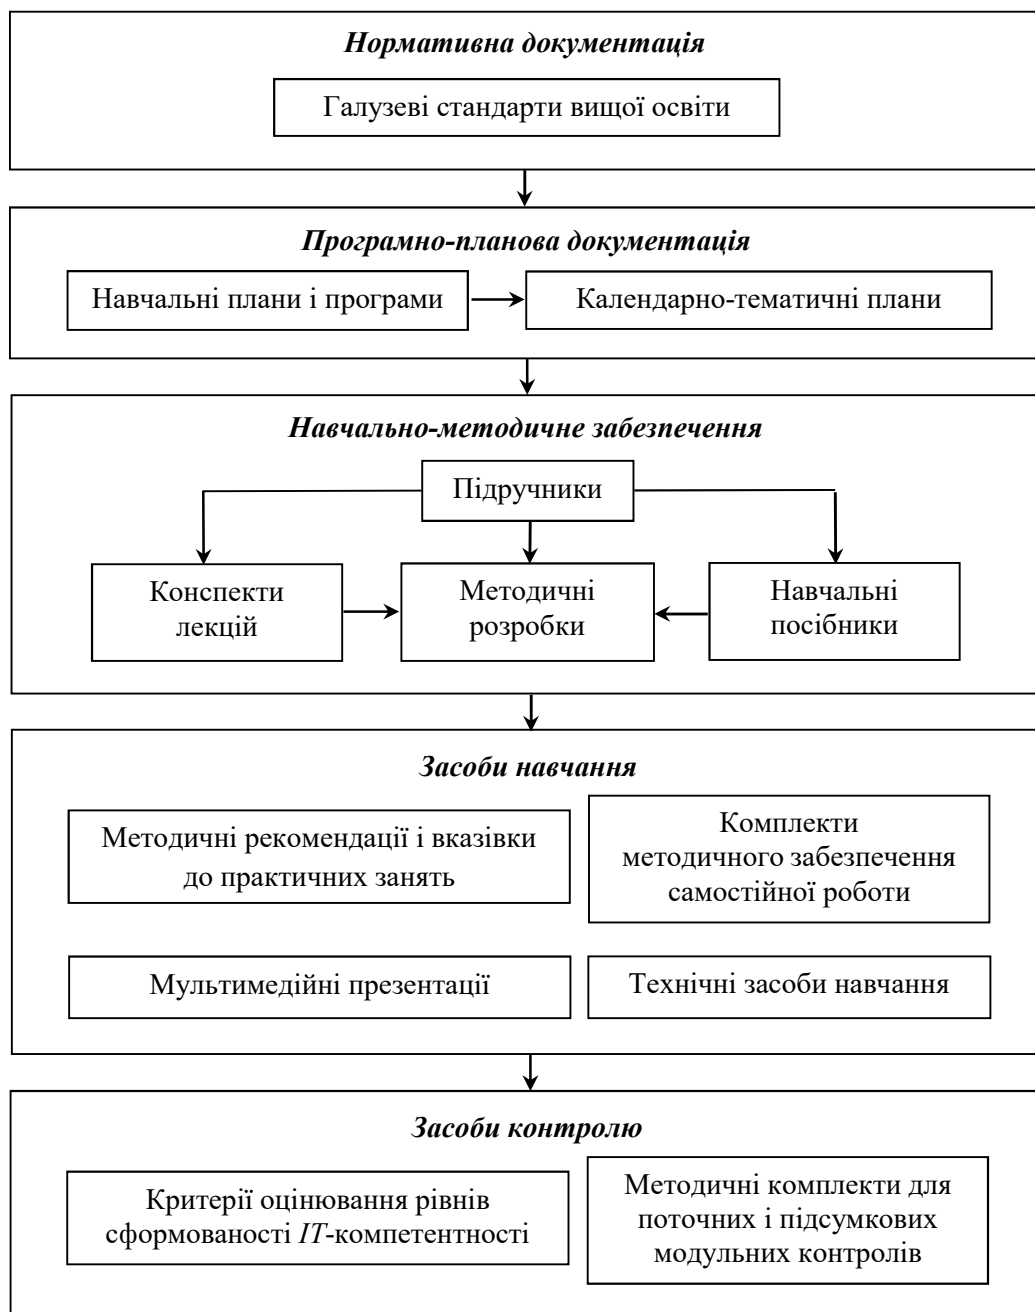 Нормативна документація
Галузеві стандарти вищої освіти
Програмно-планова документація
Навчальні плани і програми
Календарно-тематичні плани
Навчально-методичне забезпечення
Підручники
Конспекти
лекцій
Методичні
розробки
Навчальні
посібники
Засоби навчання
Методичні рекомендації і вказівки
до практичних занять
Комплекти
методичного забезпечення
самостійної роботи
Мультимедійні презентації
Технічні засоби навчання
Засоби контролю
Критерії оцінювання рівнів
сформованості IT-компетентності
Методичні комплекти для
поточних і підсумкових
модульних контролів